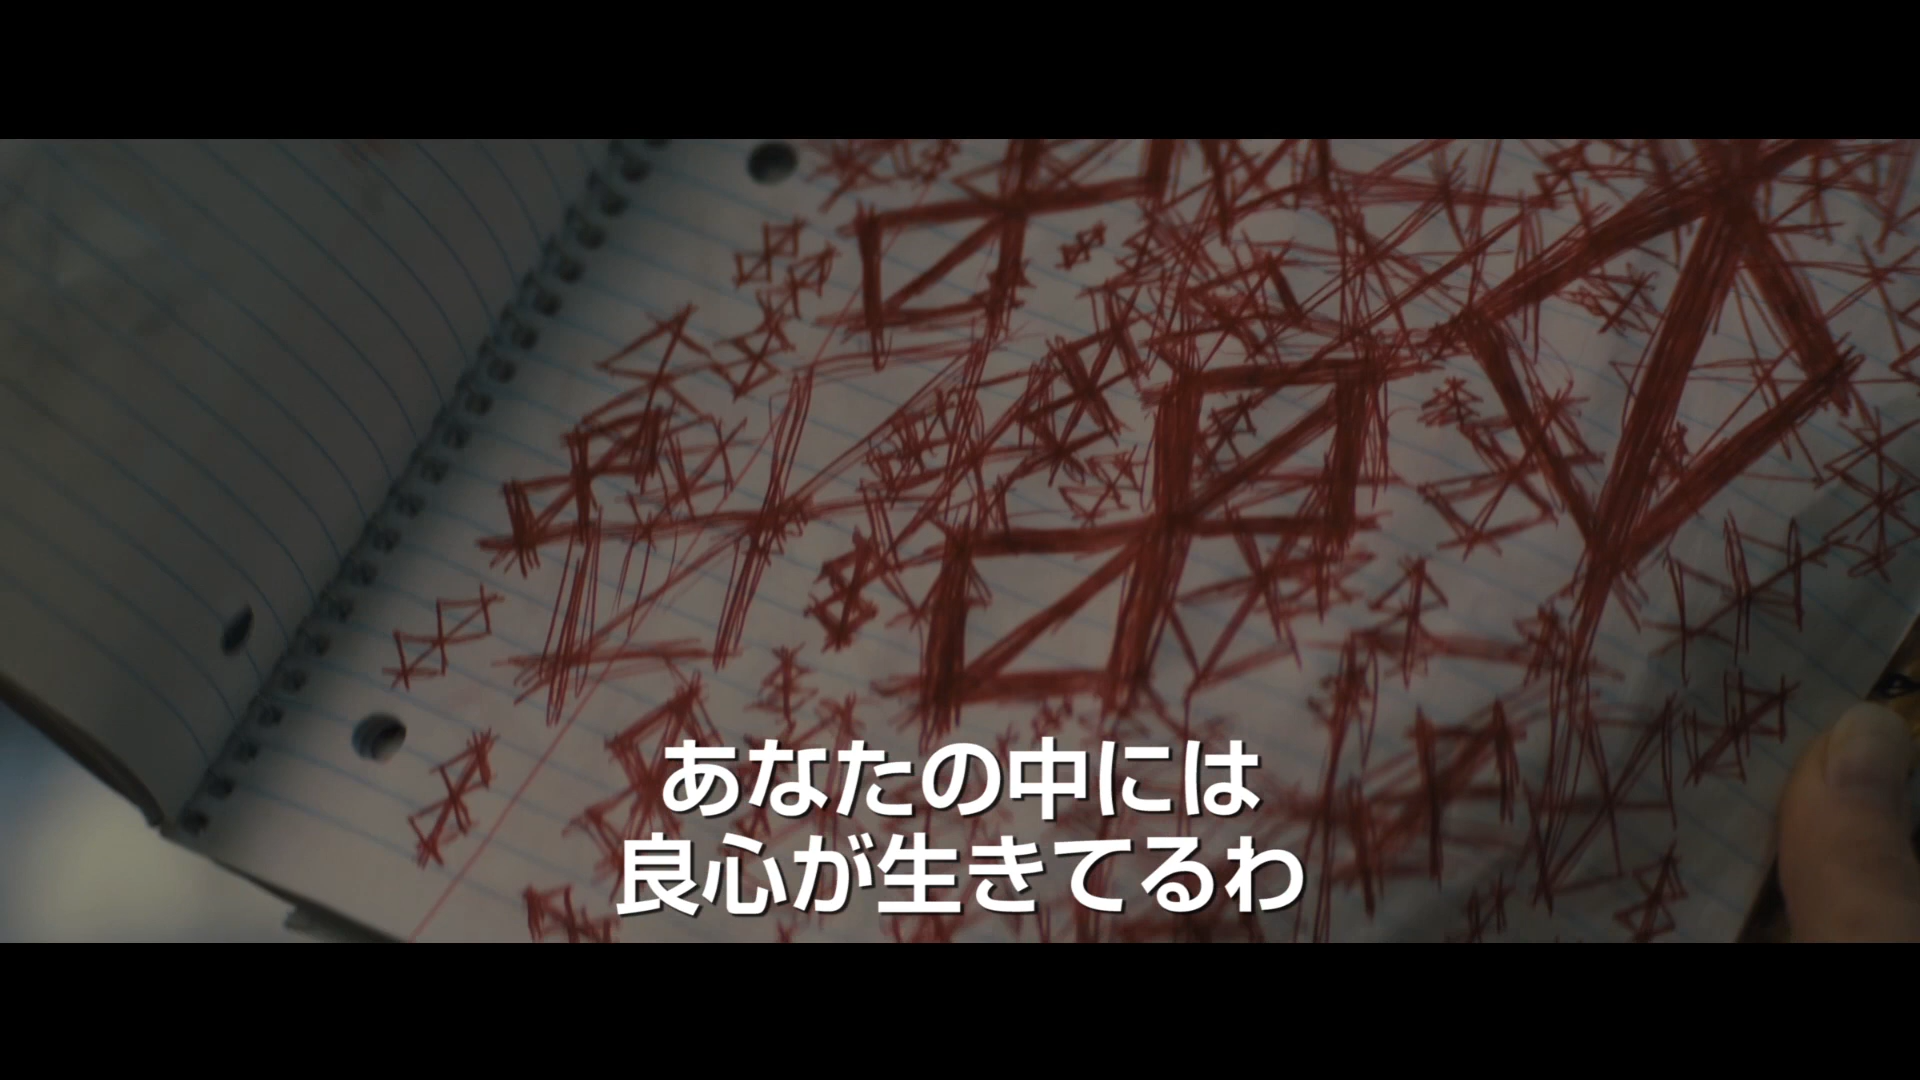 あなたの中には
良心が生きてるわ